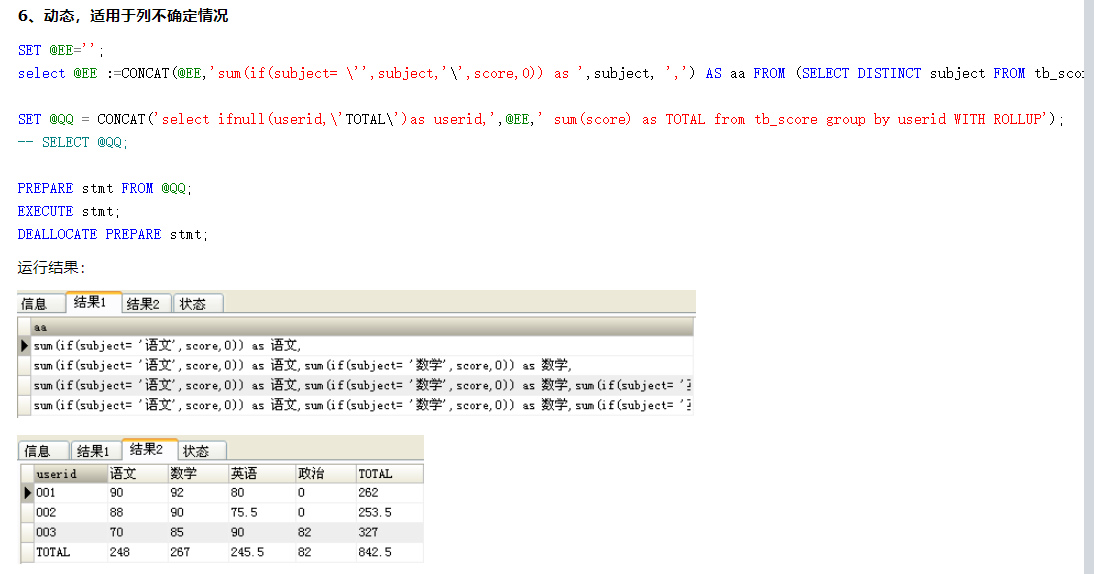 6、动态，适用于列不确定情况
SET @EE='';
select @EE :=CONCAT(@EE,'sum(if(subject= \'',subject,'\',score,0)) as ',subject, ',') AS aa FROM (SELECT DISTINCT subject FROM tb_sco
SET @QQ = CONCAT('select ifnull(userid,\'TOTAL\')as userid,',@EE,' sum(score) as TOTAL from tb_score group by userid WITH ROLLUP');
-- SELECT @QQ;
PREPARE stmt FROM @QQ;
EXECUTE stmt;
DEALLOCATE PREPARE stmt;
运行结果：
信息 结果1 结果2 状态
aa
sum(if(subject= '语文',score,0)) as 语文,
sum(if(subject= '语文',score,0)) as 语文,sum(if(subject= '数学',score,0)) as 数学,
sum(if(subject= '语文',score,0)) as 语文,sum(if(subject= '数学',score,0)) as 数学,sum(if(subject= '
sum(if(subject= '语文',score,0)) as 语文,sum(if(subject= '数学',score,0)) as 数学,sum(if(subject= '
信息 结果1 结果2 状态
userid 语文 数学 英语 政治 TOTAL
001 90 92 80 0 262
002 88 90 75.5 0 253.5
003 70 85 90 82 327
TOTAL 248 267 245.5 82 842.5